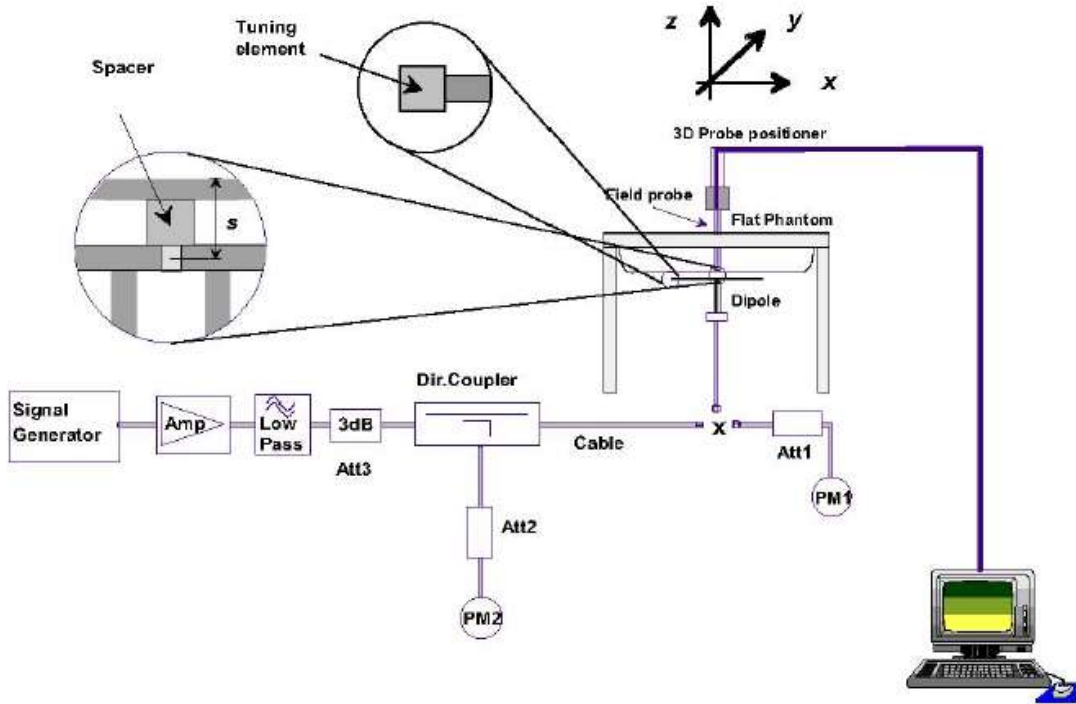 Tuning
element
Spacer
s
z
y
x
3D Probe positioner
Field probe
Flat Phantom
Dipole
Dir.Coupler
Signal
Generator
Amp
Low
Pass
3dB
Att3
Cable
x
Att1
PM1
Att2
PM2